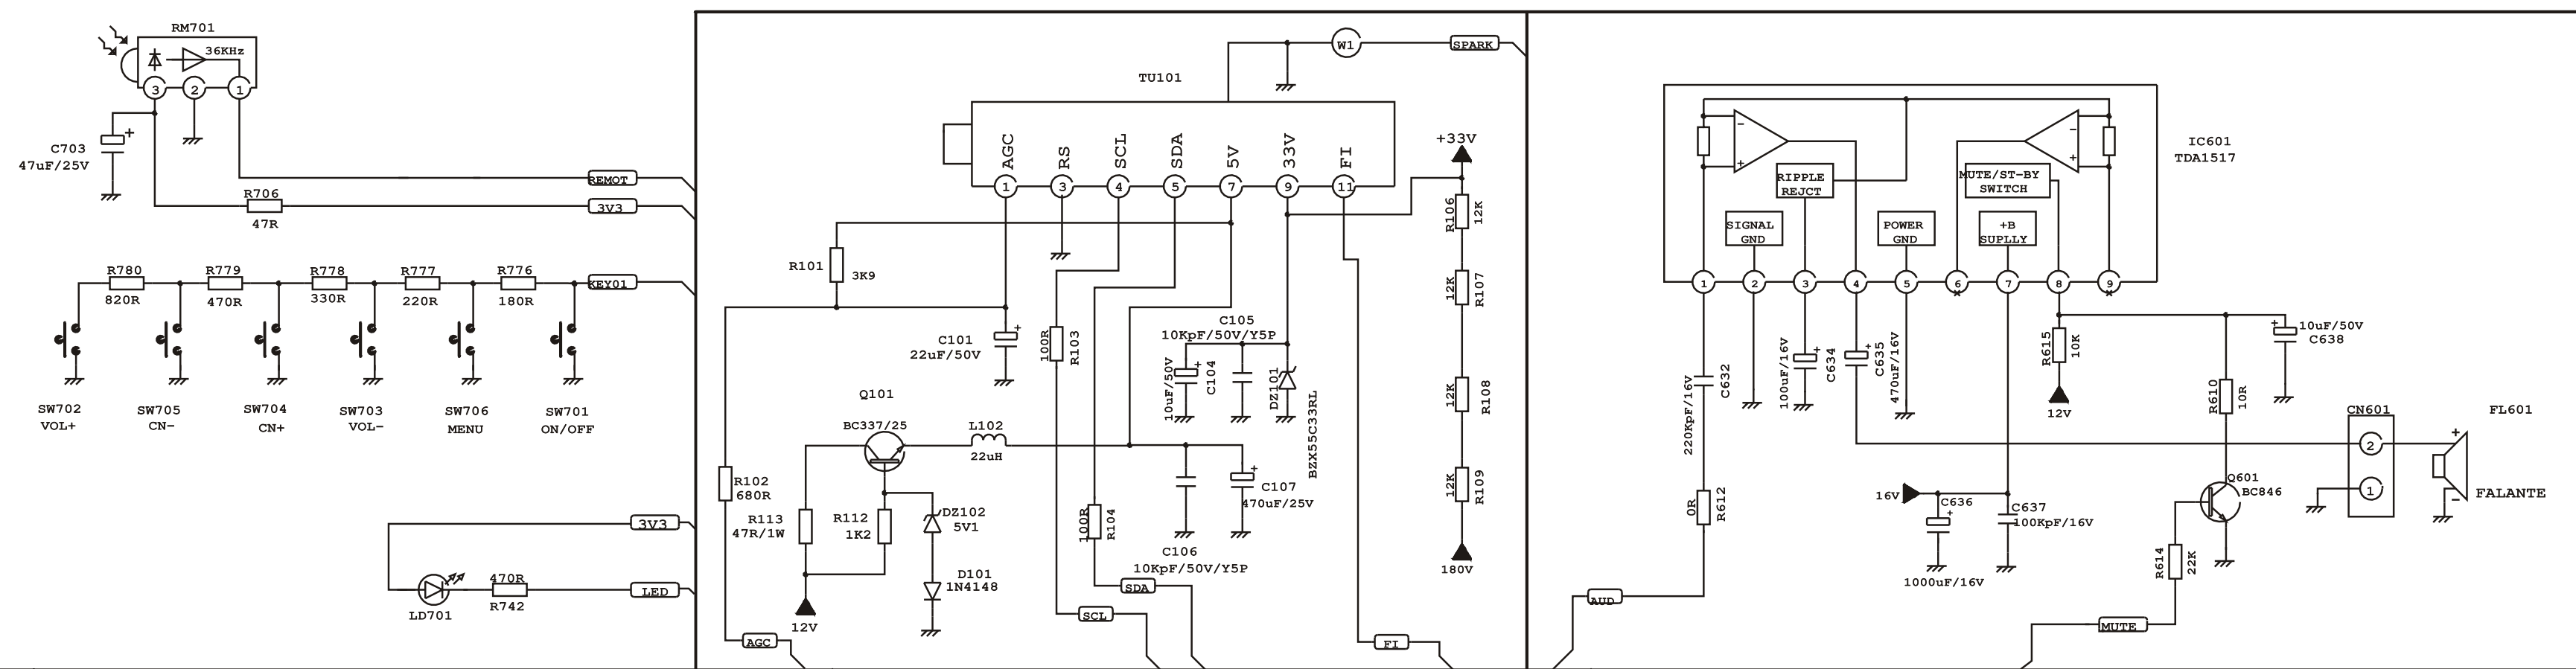 RM701
36KHz
3
2
1
C703
47uF/25V
+
REMOT
R706
47R
3V3
R780
820R
R779
470R
R778
330R
R777
220R
R776
180R
KEY01
SW702
VOL+
SW705
CN-
SW704
CN+
SW703
VOL-
SW706
MENU
SW701
ON/OFF
3V3
LD701
470R
R742
LED
W1
SPARK
TU101
AGC
RS
SCL
SDA
5V
33V
FI
1
3
4
5
7
9
11
+33V
R106
12K
12K
R107
12K
R108
12K
R109
180V
R101
3K9
C101
22uF/50V
+
100R
R103
C105
10KpF/50V/Y5P
10uF/50V
+
C104
DZ101
BZX55C33RL
Q101
BC337/25
L102
22uH
R102
680R
R113
47R/1W
R112
1K2
DZ102
5V1
D101
1N4148
12V
100R
R104
+
C107
470uF/25V
C106
10KpF/50V/Y5P
SDA
SCL
AGC
FI
IC601
TDA1517
-
+
-
+
RIPPLE
REJCT
MUTE/ST-BY
SWITCH
SIGNAL
GND
POWER
GND
+B
SUPLLY
1
2
3
4
5
6
7
8
9
220KpF/16V
C632
100uF/16V
+
C634
+
C635
470uF/16V
R615
10K
12V
+
10uF/50V
C638
R610
10R
0R
R612
16V
C636
+
1000uF/16V
C637
100KpF/16V
Q601
BC846
R614
22K
MUTE
AUD
CN601
2
1
FL601
+
-
FALANTE